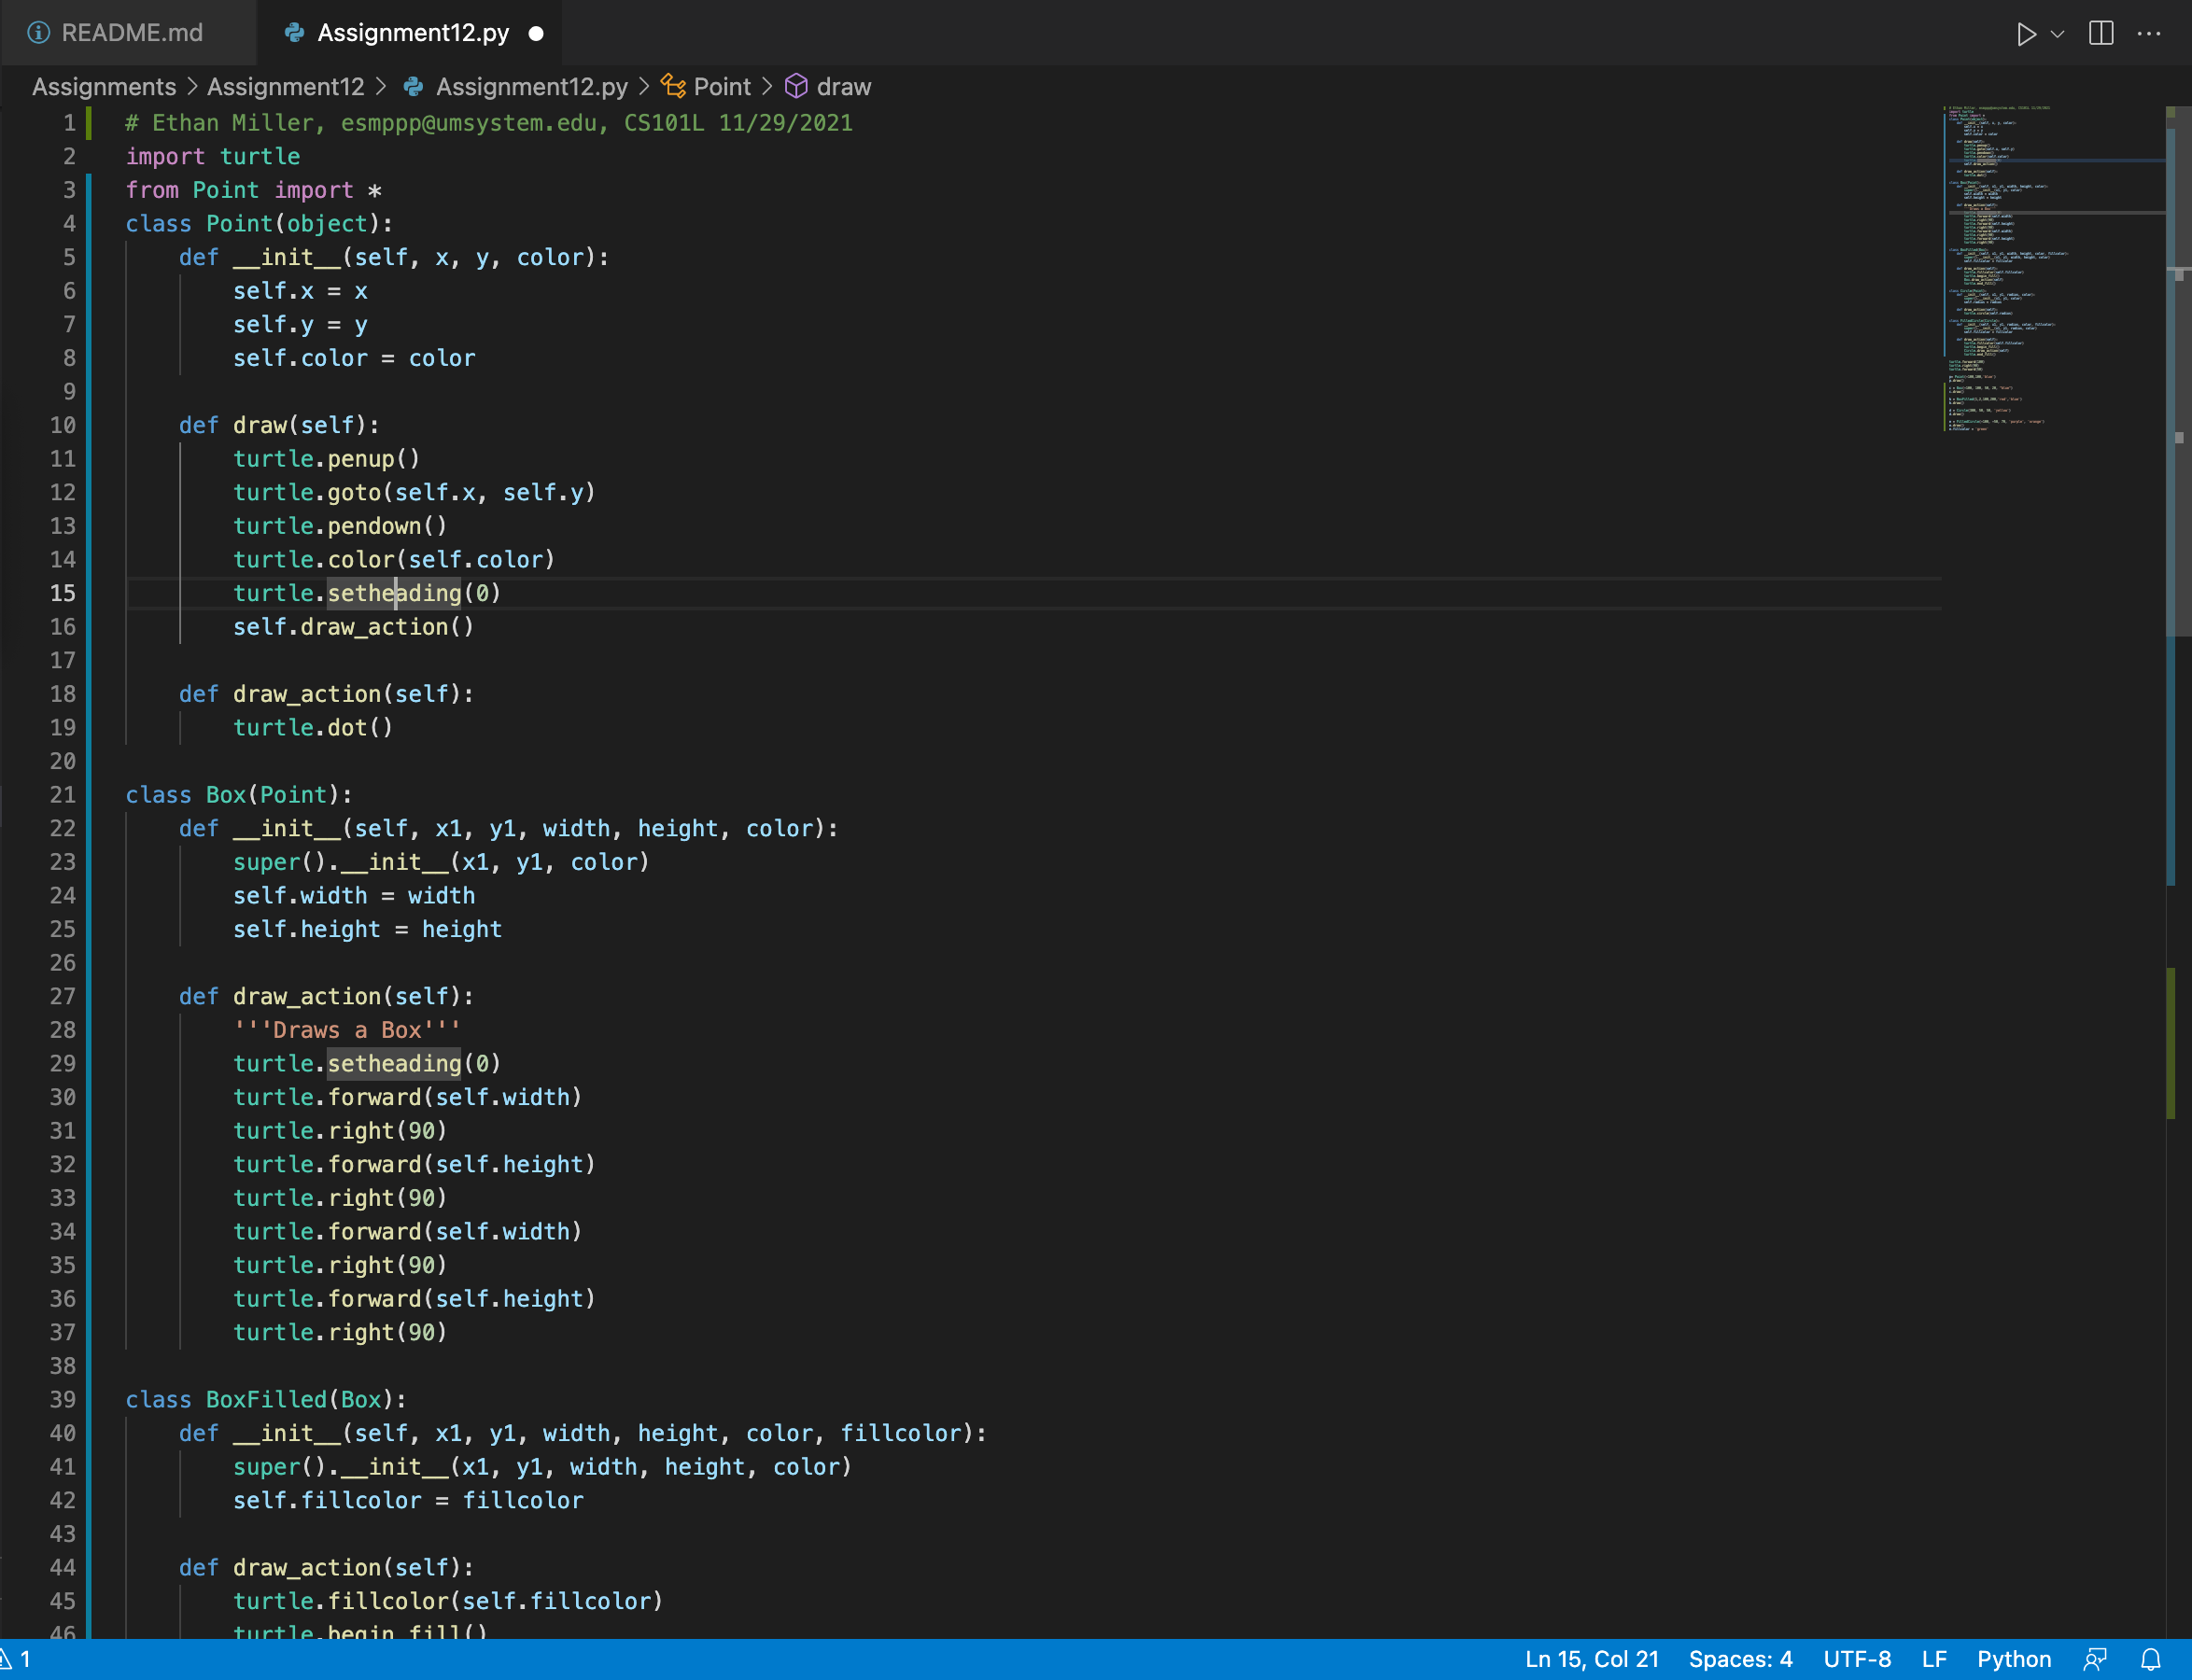 README.md
Assignment12.py
Assignments > Assignment12 > Assignment12.py > Point > draw
1 # Ethan Miller, esmppp@umsystem.edu, CS101L 11/29/2021
2 import turtle
3 from Point import *
4 class Point(object):
5     def __init__(self, x, y, color):
6         self.x = x
7         self.y = y
8         self.color = color
9
10     def draw(self):
11         turtle.penup()
12         turtle.goto(self.x, self.y)
13         turtle.pendown()
14         turtle.color(self.color)
15         turtle.setheading(0)
16         self.draw_action()
17
18     def draw_action(self):
19         turtle.dot()
20
21 class Box(Point):
22     def __init__(self, x1, y1, width, height, color):
23         super().__init__(x1, y1, color)
24         self.width = width
25         self.height = height
26
27     def draw_action(self):
28         '''Draws a Box'''
29         turtle.setheading(0)
30         turtle.forward(self.width)
31         turtle.right(90)
32         turtle.forward(self.height)
33         turtle.right(90)
34         turtle.forward(self.width)
35         turtle.right(90)
36         turtle.forward(self.height)
37         turtle.right(90)
38
39 class BoxFilled(Box):
40     def __init__(self, x1, y1, width, height, color, fillcolor):
41         super().__init__(x1, y1, width, height, color)
42         self.fillcolor = fillcolor
43
44     def draw_action(self):
45         turtle.fillcolor(self.fillcolor)
46         turtle.begin_fill()
1 Ln 15, Col 21 Spaces: 4 UTF-8 LF Python